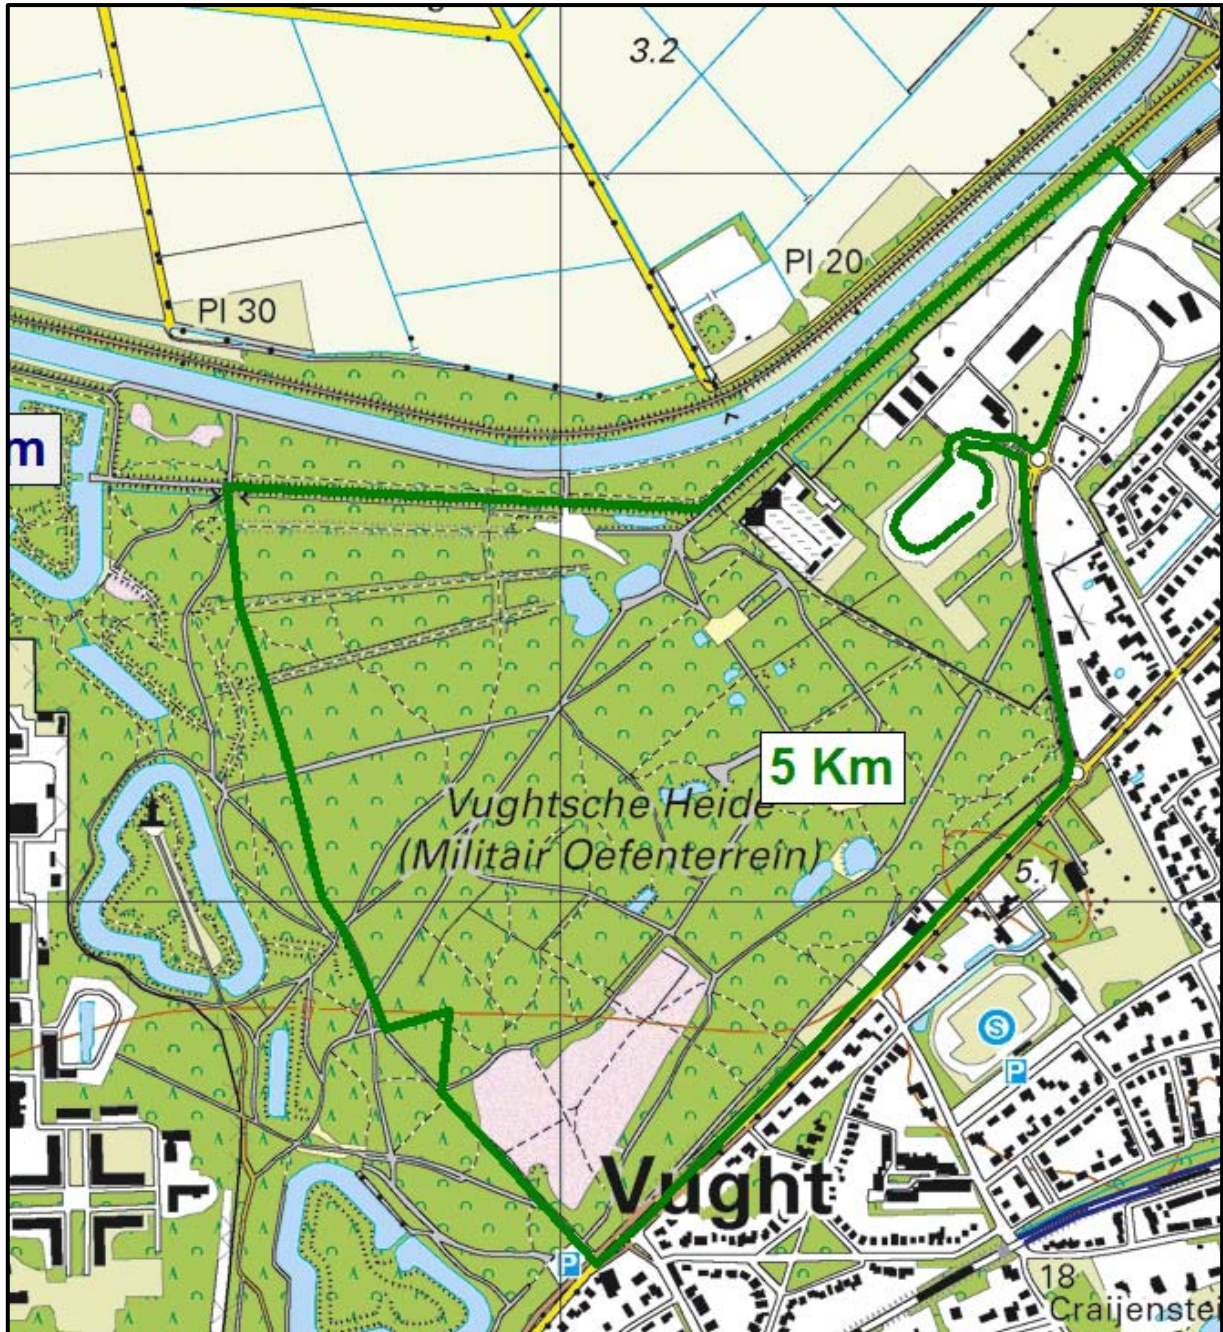 3.2
Pl 20
Pl 30
m
5 Km
Vughtsche Heide
(Militair Oefenterrein)
5.1
S
P
Vught
P
18
Craijenste